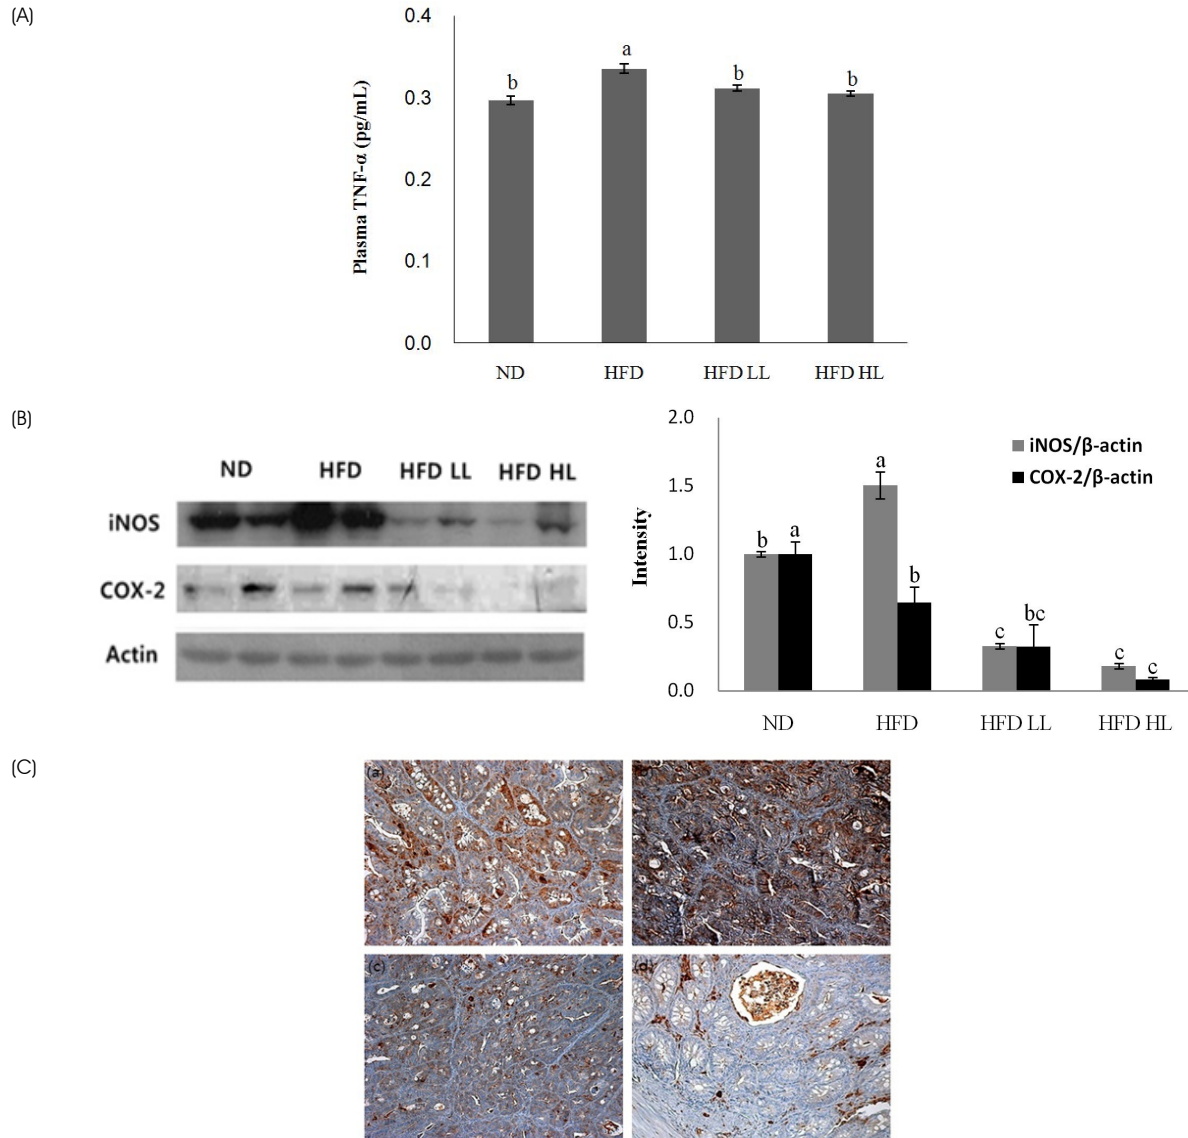 (A)
Plasma TNF-α (pg/mL)
0.4
0.3
0.2
0.1
0.0
b
a
b
b
ND
HFD
HFD LL
HFD HL
(B)
ND HFD HFD LL HFD HL
iNOS
COX-2
Actin
Intensity
2.0
1.5
1.0
0.5
0.0
iNOS/β-actin
COX-2/β-actin
b a
a b
c bc
c c
ND
HFD
HFD LL
HFD HL
(C)
(a)
(c)
(d)